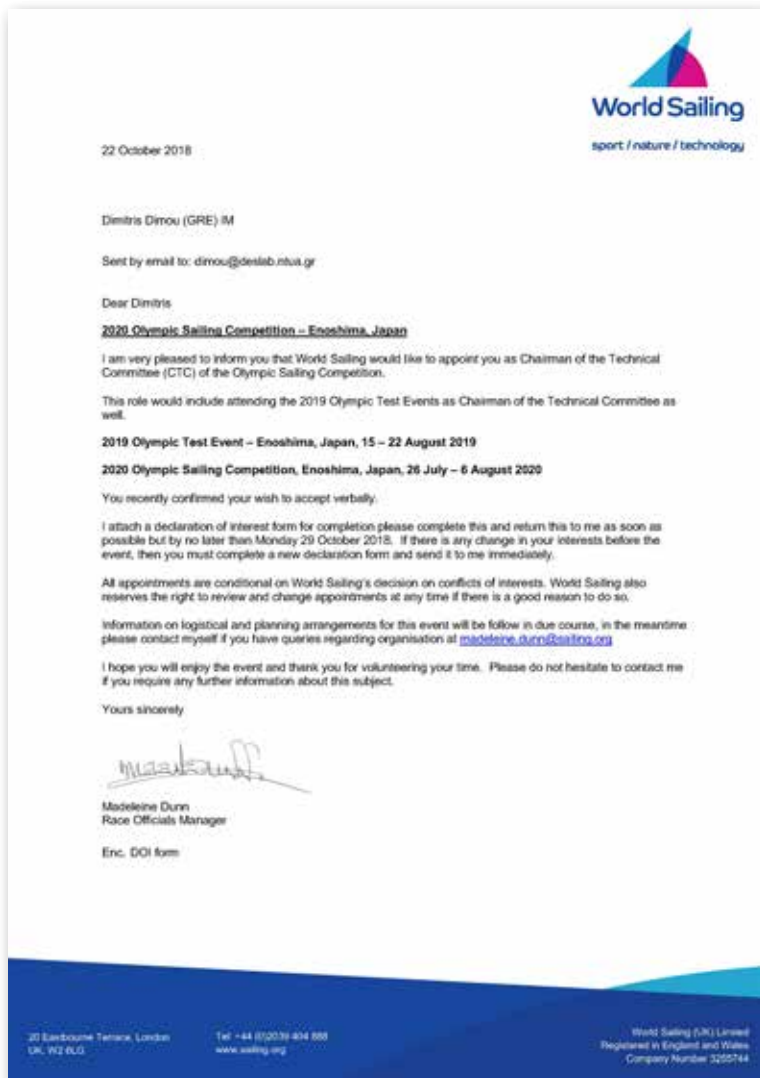 World Sailing
sport / nature / technology
22 October 2018
Dimitris Dimou (GRE) IM
Sent by email to: dimou@deslab.ntua.gr
Dear Dimitris
2020 Olympic Sailing Competition – Enoshima, Japan
I am very pleased to inform you that World Sailing would like to appoint you as Chairman of the Technical
Committee (CTC) of the Olympic Sailing Competition.
This role would include attending the 2019 Olympic Test Events as Chairman of the Technical Committee as
well.
2019 Olympic Test Event – Enoshima, Japan, 15 – 22 August 2019
2020 Olympic Sailing Competition, Enoshima, Japan, 26 July – 6 August 2020
You recently confirmed your wish to accept verbally.
I attach a declaration of interest form for completion please complete this and return this to me as soon as
possible but by no later than Monday 29 October 2018. If there is any change in your interests before the
event, then you must complete a new declaration form and send it to me immediately.
All appointments are conditional on World Sailing's decision on conflicts of interests. World Sailing also
reserves the right to review and change appointments at any time if there is a good reason to do so.
Information on logistical and planning arrangements for this event will be follow in due course, in the meantime
please contact myself if you have queries regarding organisation at madeleine.dunn@sailing.org
I hope you will enjoy the event and thank you for volunteering your time. Please do not hesitate to contact me
if you require any further information about this subject.
Yours sincerely
Madeleine Dunn
Race Officials Manager
Enc. DOI form
20 Eastbourne Terrace, London
UK, W2 6LG
Tel +44 (0)2039 404 888
www.sailing.org
World Sailing (UK) Limited
Registered in England and Wales
Company Number 3255744